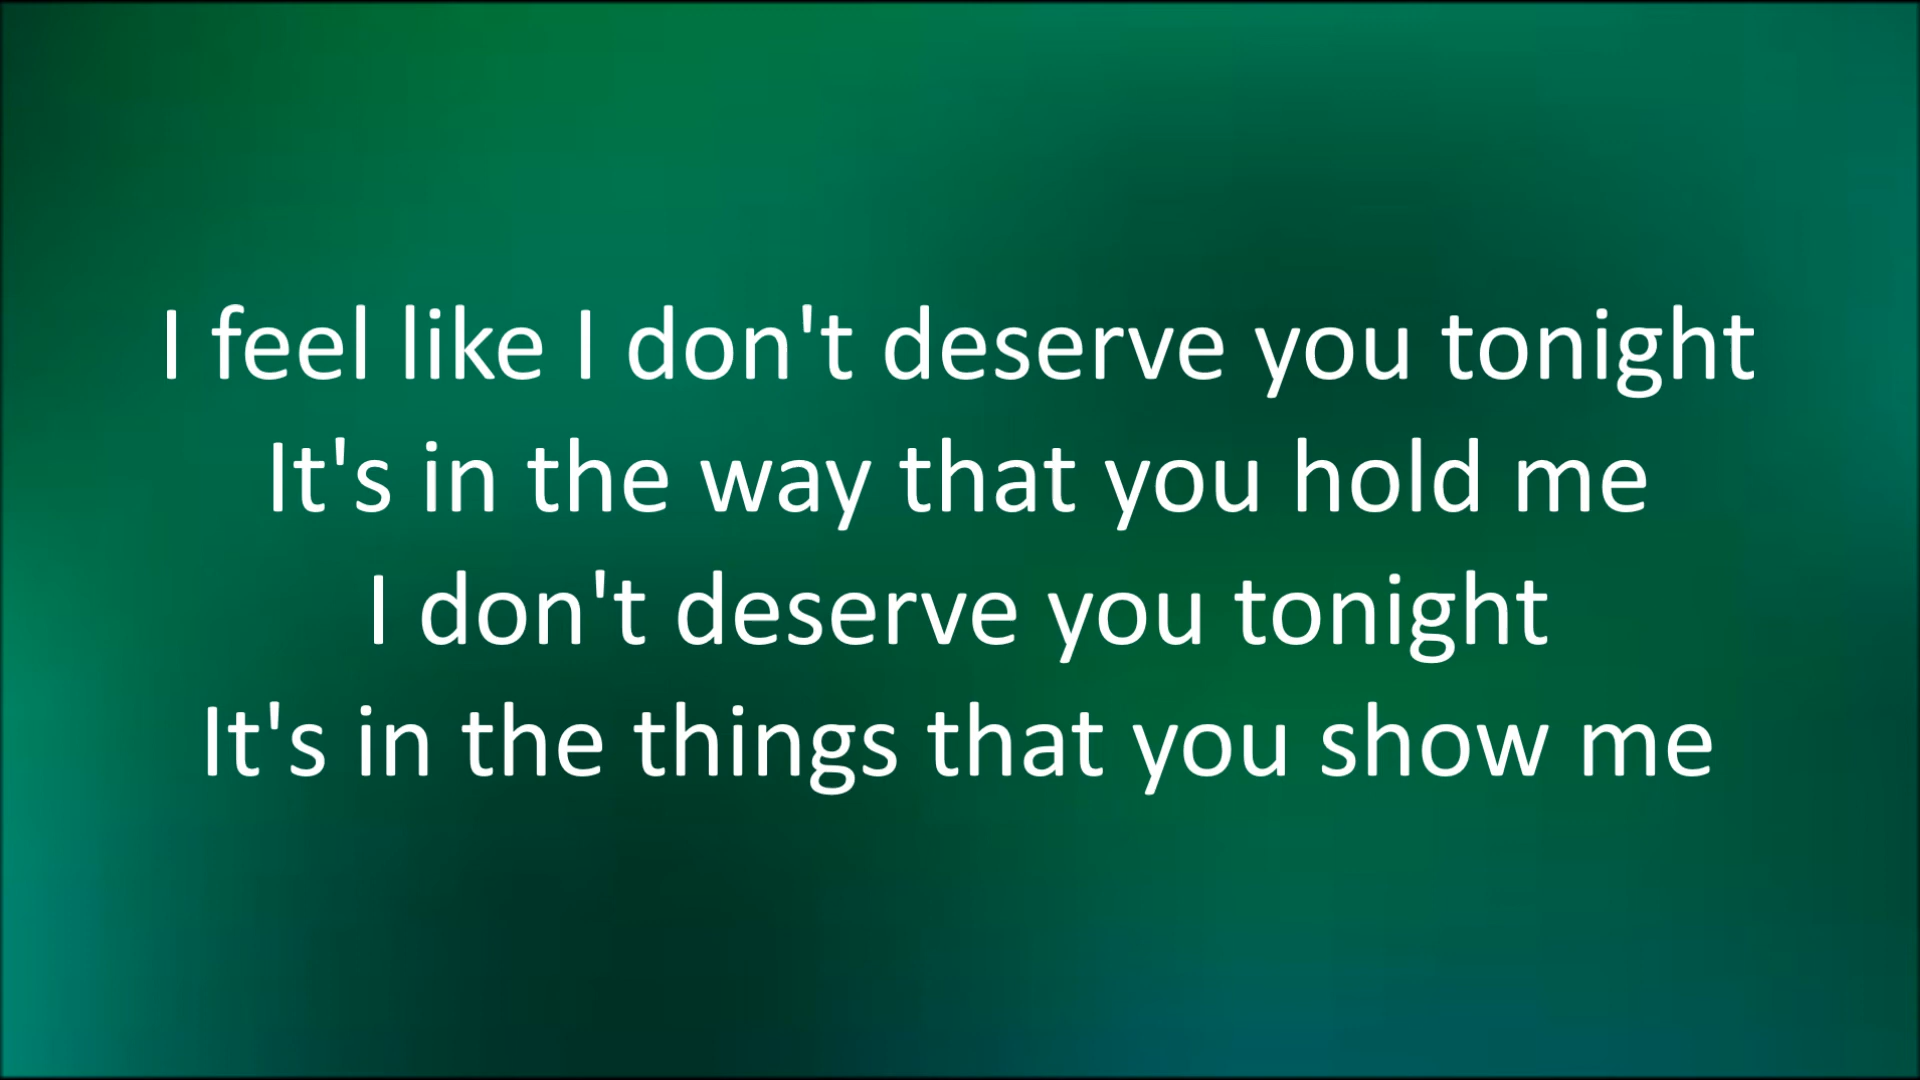 I feel like I don't deserve you tonight
It's in the way that you hold me
I don't deserve you tonight
It's in the things that you show me